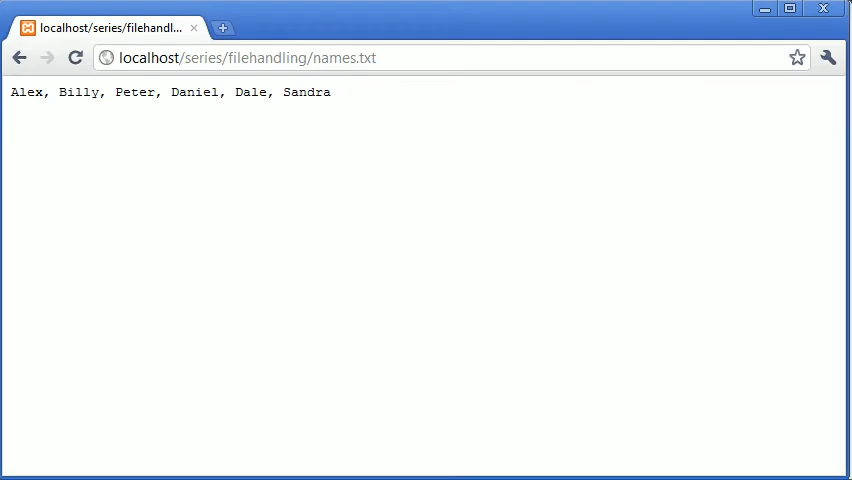 localhost/series/filehandl...
localhost/series/filehandling/names.txt
Alex, Billy, Peter, Daniel, Dale, Sandra